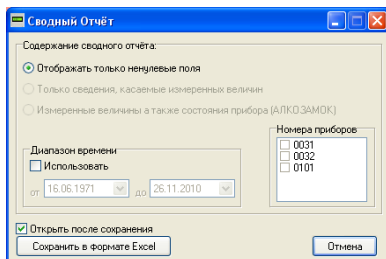 Сводный Отчёт
Содержание сводного отчёта:
Отображать только ненулевые поля
Только сведения, касаемые измеренных величин
Измеренные величины а также состояния прибора (АЛКОЗАМОК)
Диапазон времени
Использовать
от 16.06.1971 до 26.11.2010
Номера приборов
0031
0032
0101
Открыть после сохранения
Сохранить в формате Excel
Отмена